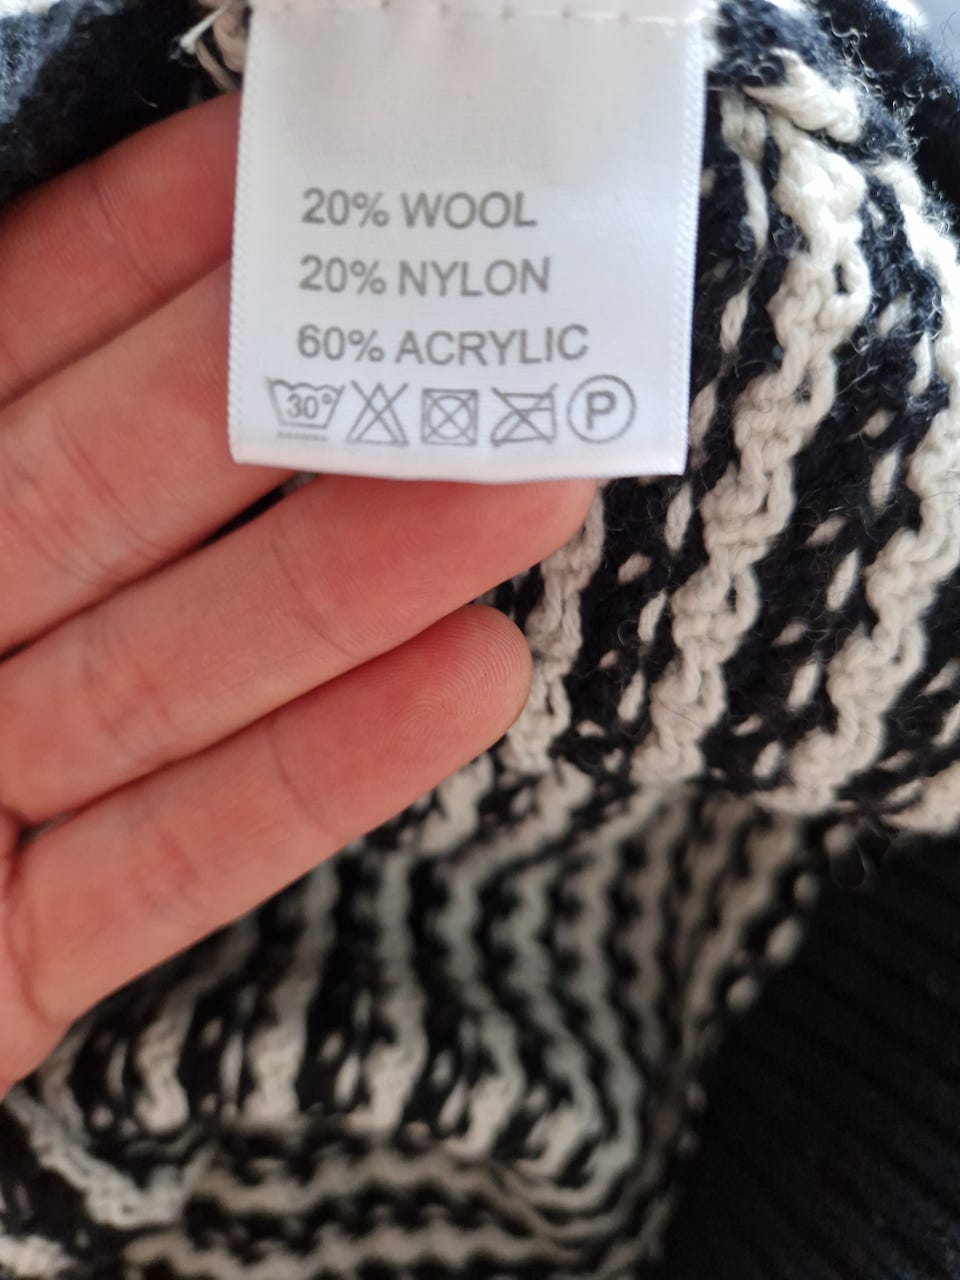 20% WOOL
20% NYLON
60% ACRYLIC
30° P